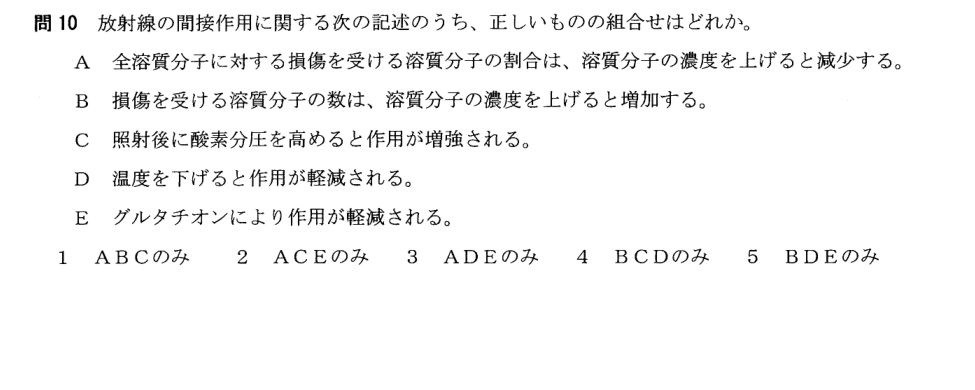 問10 放射線の間接作用に関する次の記述のうち、正しいものの組合せはどれか。
A 全溶質分子に対する損傷を受ける溶質分子の割合は、溶質分子の濃度を上げると減少する。
B 損傷を受ける溶質分子の数は、溶質分子の濃度を上げると増加する。
C 照射後に酸素分圧を高めると作用が増強される。
D 温度を下げると作用が軽減される。
E グルタチオンにより作用が軽減される。
1 ABCのみ 2 ACEのみ 3 ADEのみ 4 BCDのみ 5 BDEのみ